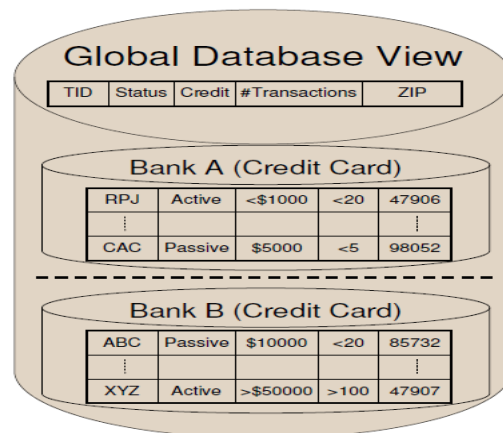 Global Database View
TID Status Credit #Transactions ZIP
Bank A (Credit Card)
RPJ Active <$1000 <20 47906
CAC Passive $5000 <5 98052
Bank B (Credit Card)
ABC Passive $10000 <20 85732
XYZ Active >$50000 >100 47907